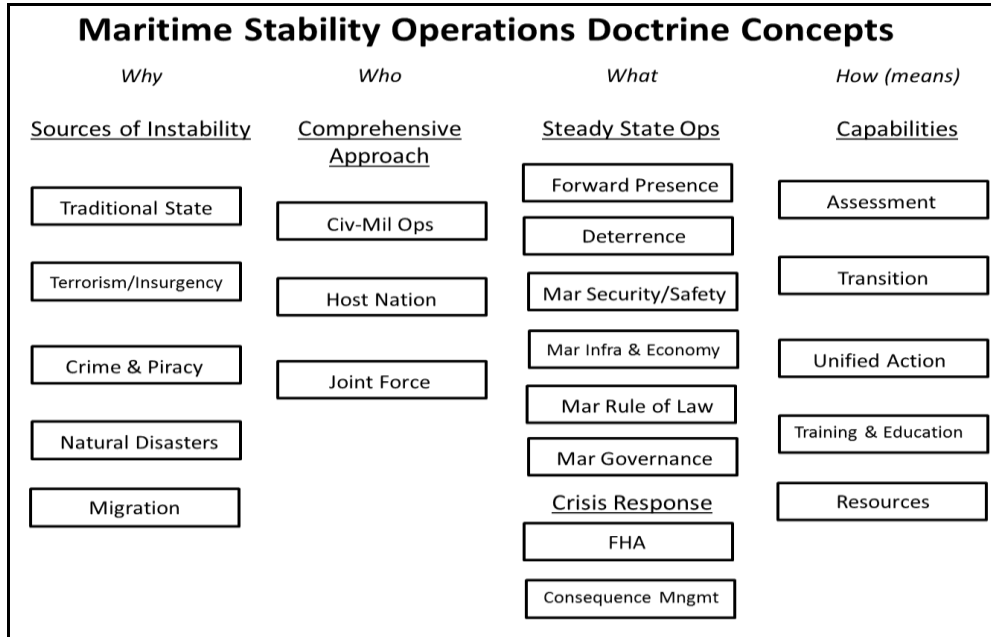 Maritime Stability Operations Doctrine Concepts
Why
Who
What
How (means)
Sources of Instability
Traditional State
Terrorism/Insurgency
Crime & Piracy
Natural Disasters
Migration
Comprehensive
Approach
Civ-Mil Ops
Host Nation
Joint Force
Steady State Ops
Forward Presence
Deterrence
Mar Security/Safety
Mar Infra & Economy
Mar Rule of Law
Mar Governance
Crisis Response
FHA
Consequence Mngmt
Capabilities
Assessment
Transition
Unified Action
Training & Education
Resources